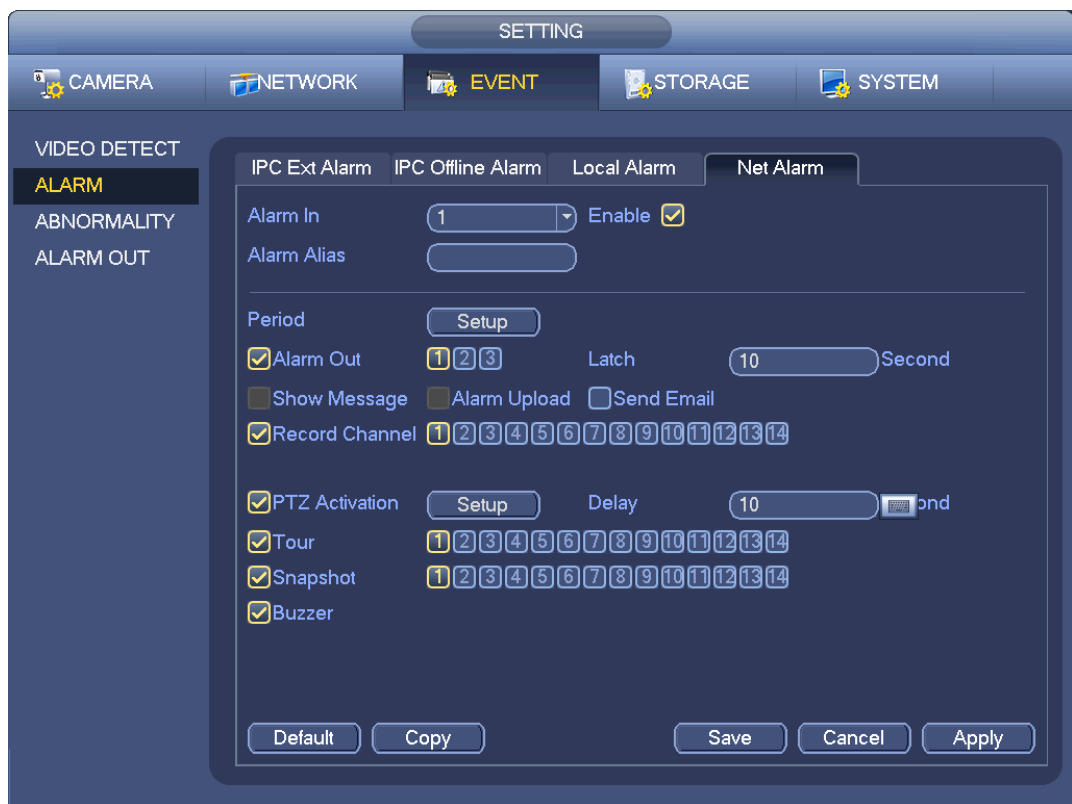 SETTING
CAMERA NETWORK EVENT STORAGE SYSTEM
VIDEO DETECT
ALARM
ABNORMALITY
ALARM OUT
IPC Ext Alarm IPC Offline Alarm Local Alarm Net Alarm
Alarm In 1 Enable
Alarm Alias
Period Setup
Alarm Out 1 2 3 Latch 10 Second
Show Message Alarm Upload Send Email
Record Channel 1 2 3 4 5 6 7 8 9 10 11 12 13 14
PTZ Activation Setup Delay 10 ond
Tour 1 2 3 4 5 6 7 8 9 10 11 12 13 14
Snapshot 1 2 3 4 5 6 7 8 9 10 11 12 13 14
Buzzer
Default Copy Save Cancel Apply